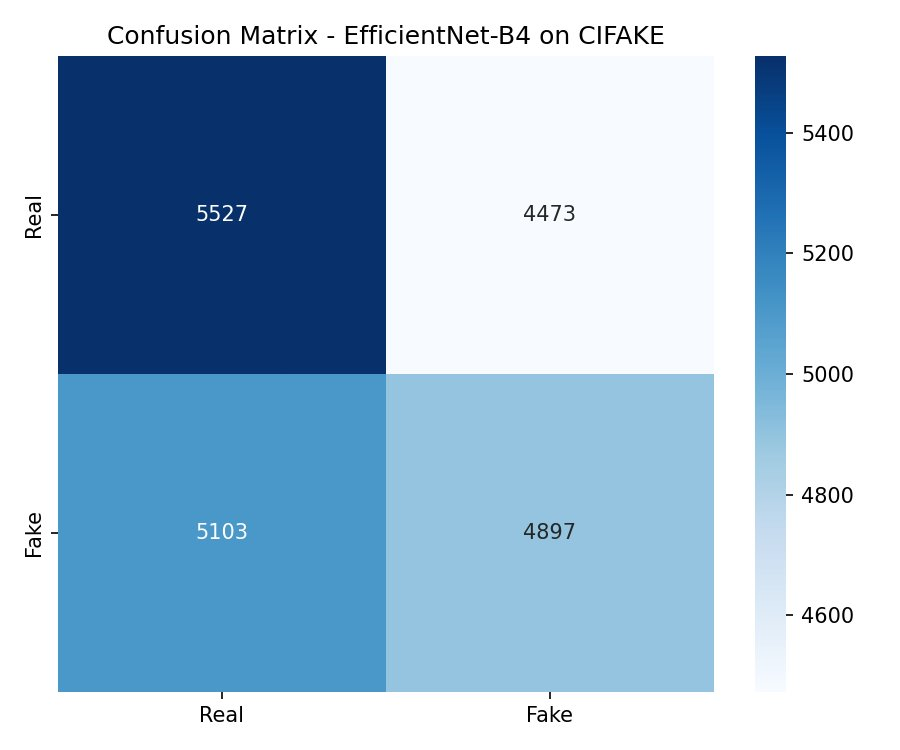 Confusion Matrix - EfficientNet-B4 on CIFAKE
Real
5527
4473
Fake
5103
4897
Real
Fake
5400
5200
5000
4800
4600